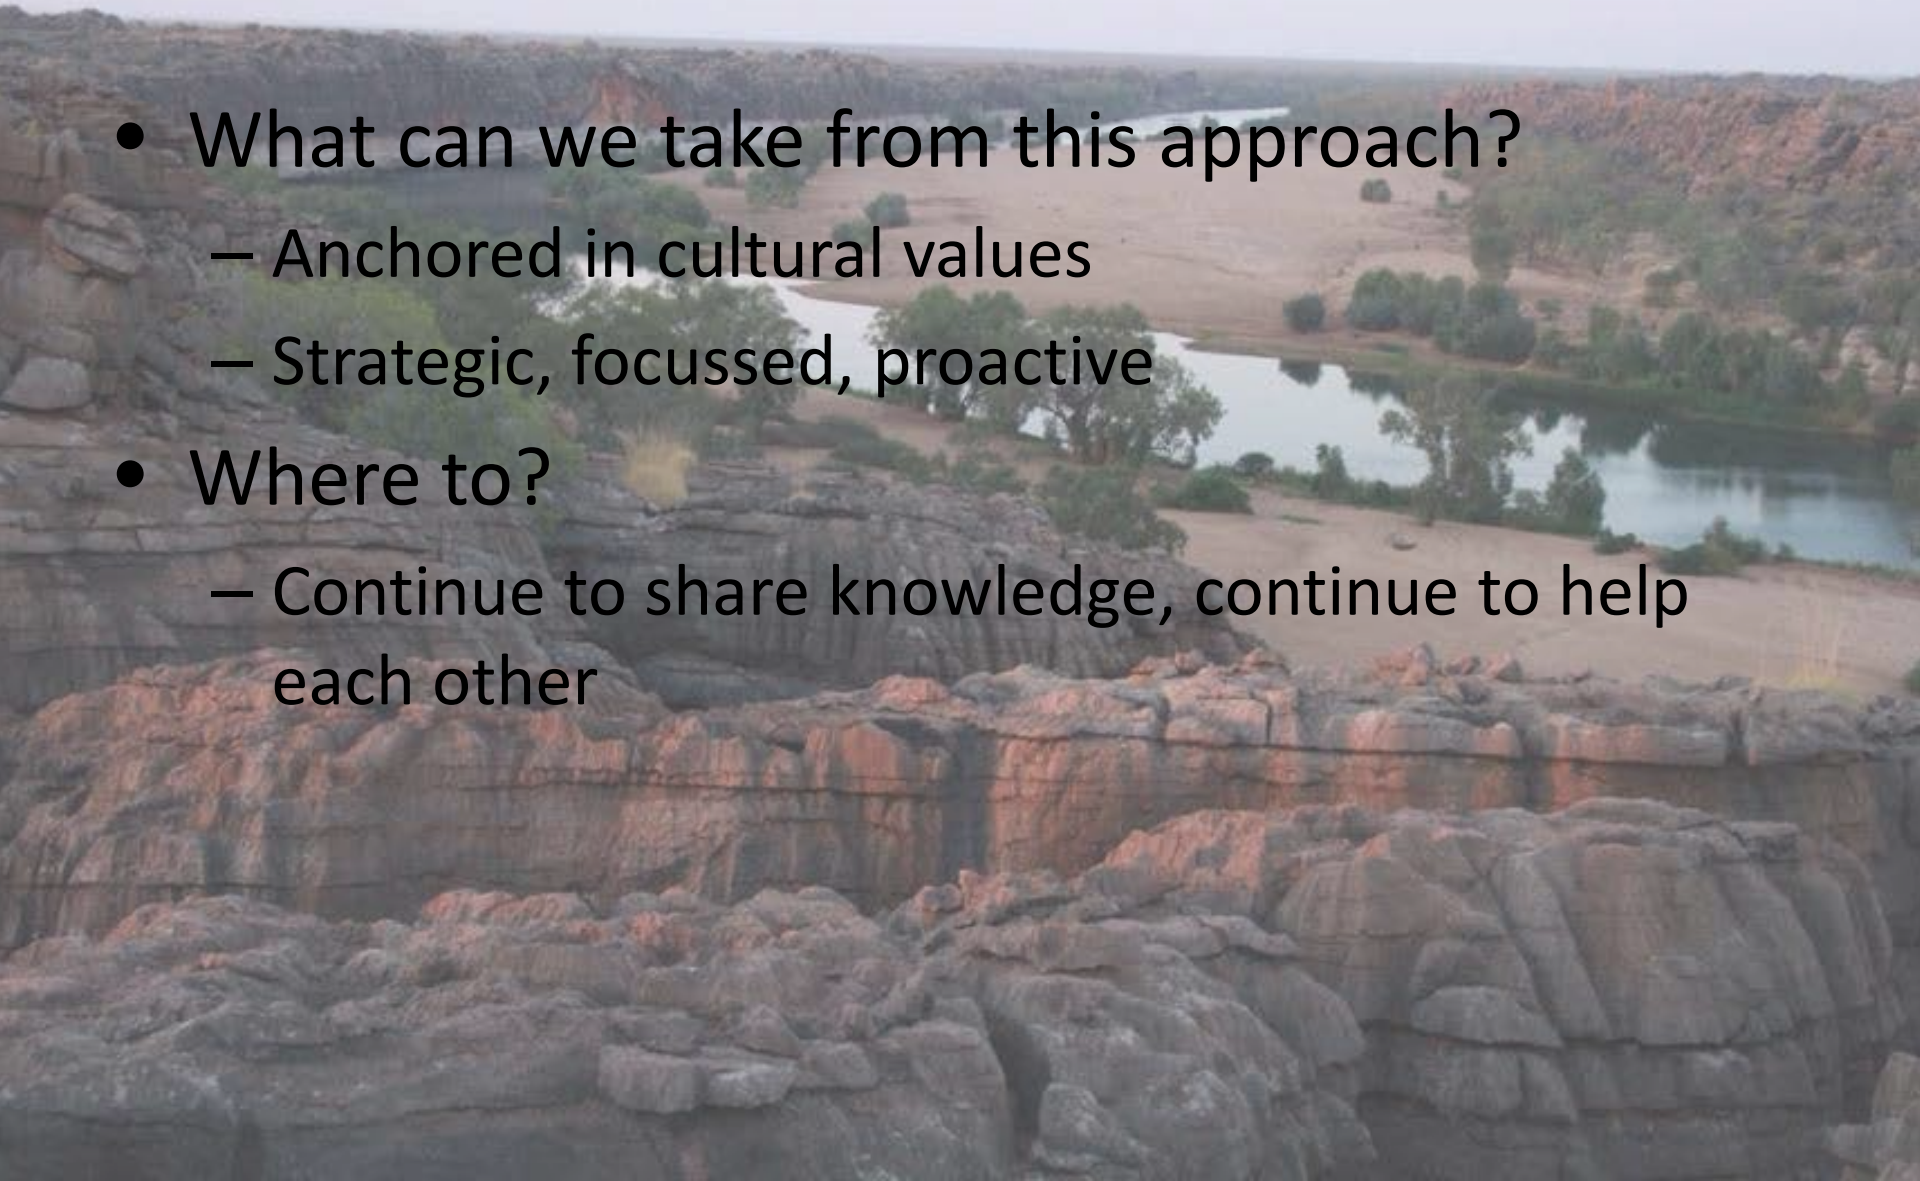 • What can we take from this approach?
– Anchored in cultural values
– Strategic, focussed, proactive
• Where to?
– Continue to share knowledge, continue to help
each other